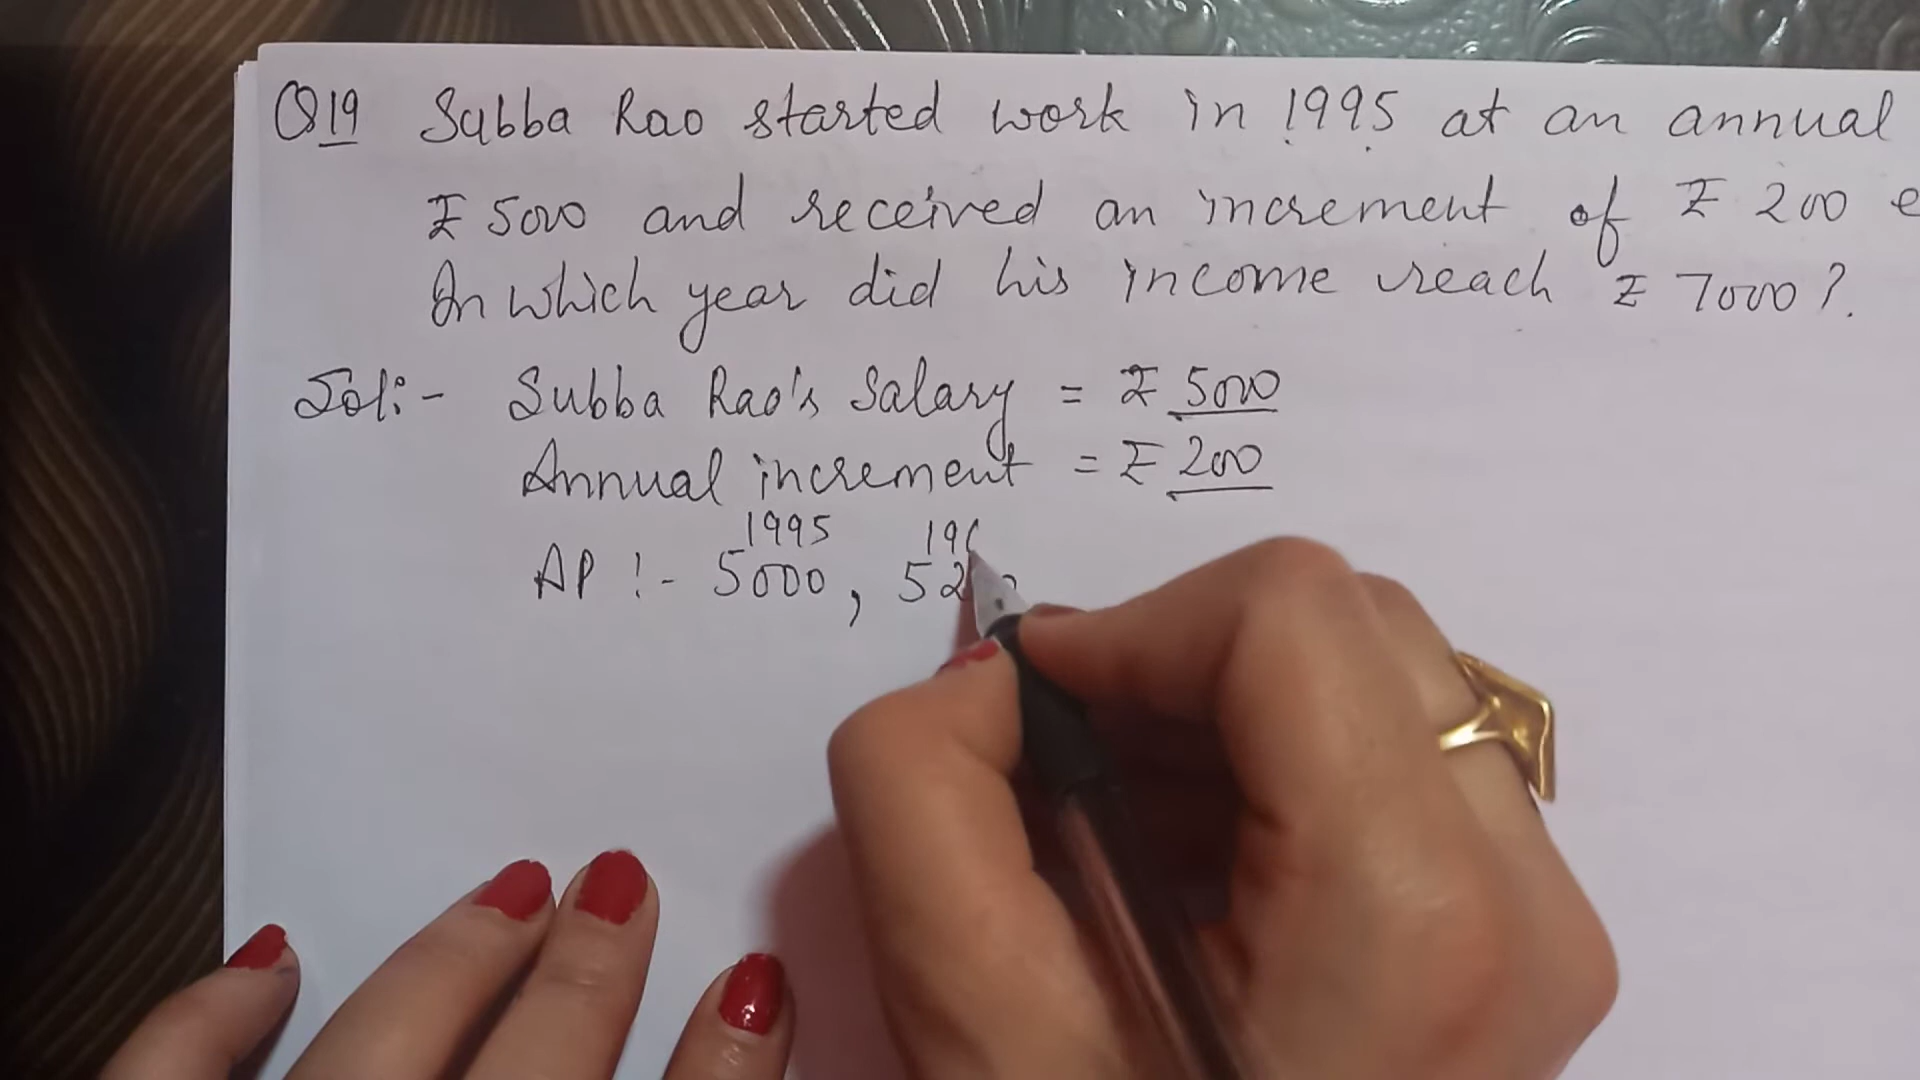 Q19 Subba Rao started work in 1995 at an annual
₹ 5000 and received an increment of ₹ 200
In which year did his income reach ₹ 7000?
Sol:- Subba Rao's Salary = ₹ 5000
Annual increment = ₹ 200
1995
AP :- 5000,